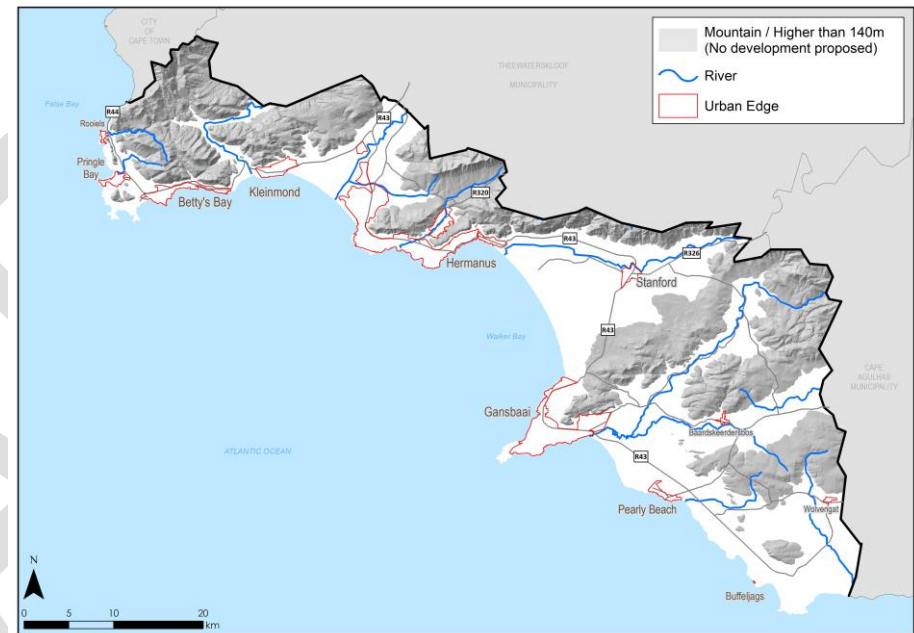 CITY
OF
CAPE TOWN
THEEWATERSKLOOF
MUNICIPALITY
Mountain / Higher than 140m
(No development proposed)
River
Urban Edge
False Bay
R44
Rooiels
Pringle
Bay
Betty's Bay
Kleinmond
R43
R320
Hermanus
R43
R326
Stanford
R43
Walker Bay
CAPE
AGULHAS
MUNICIPALITY
Gansbaai
Baardskeerdersbos
ATLANTIC OCEAN
R43
Pearly Beach
Wolvengat
Buffeljags
N
0 5 10 20
km